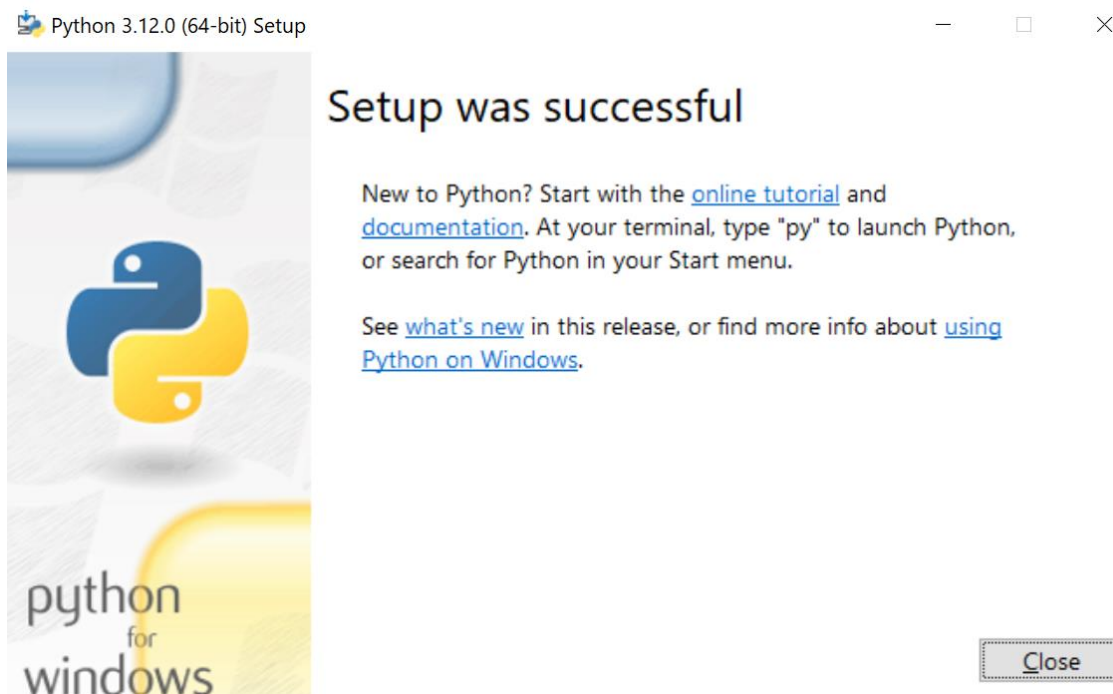 Python 3.12.0 (64-bit) Setup
Setup was successful
New to Python? Start with the online tutorial and
documentation. At your terminal, type "py" to launch Python,
or search for Python in your Start menu.
See what's new in this release, or find more info about using
Python on Windows.
python
for
windows
Close